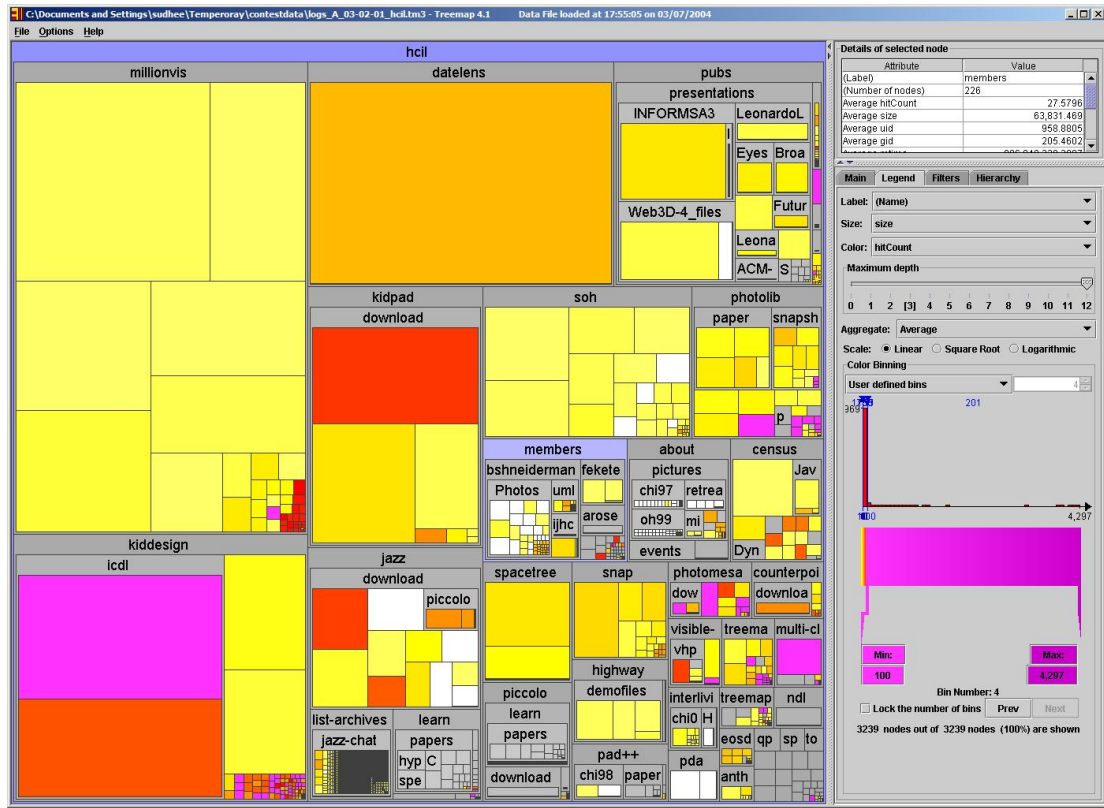 C:\Documents and Settings\sudhee\Temperoray\contestdata\logs_A_03-02-01_hcil.tm3 - Treemap 4.1 Data File loaded at 17:55:05 on 03/07/2004
File Options Help
hcil
millionvis
datelens
pubs
presentations
INFORMSA3
LeonardoL
Eyes
Broa
Web3D-4_files
Futur
Leona
ACM-
S
kidpad
download
soh
photolib
paper
snapsh
p
members
bshneiderman
fekete
Photos
uml
ijhc
arose
about
pictures
chi97
retrea
oh99
mi
events
census
Jav
Dyn
kiddesign
icdl
jazz
download
piccolo
list-archives
jazz-chat
learn
papers
hyp
C
spe
spacetree
piccolo
learn
papers
download
snap
highway
demofiles
pad++
chi98
paper
photomesa
dow
counterpoi
downloa
visible-
vhp
treema
multi-cl
interlivi
chi0
H
treemap
ndl
pda
eosd
qp
sp
to
anth
Details of selected node
Attribute Value
(Label) members
(Number of nodes) 226
Average hitCount 27.5796
Average size 63,831.469
Average uid 958.8805
Average gid 205.4602
Main Legend Filters Hierarchy
Label: (Name)
Size: size
Color: hitCount
Maximum depth
0 1 2 [3] 4 5 6 7 8 9 10 11 12
Aggregate: Average
Scale: Linear Square Root Logarithmic
Color Binning
User defined bins 4
201
4,297
Min: Max:
100 4,297
Bin Number: 4
Lock the number of bins Prev Next
3239 nodes out of 3239 nodes (100%) are shown